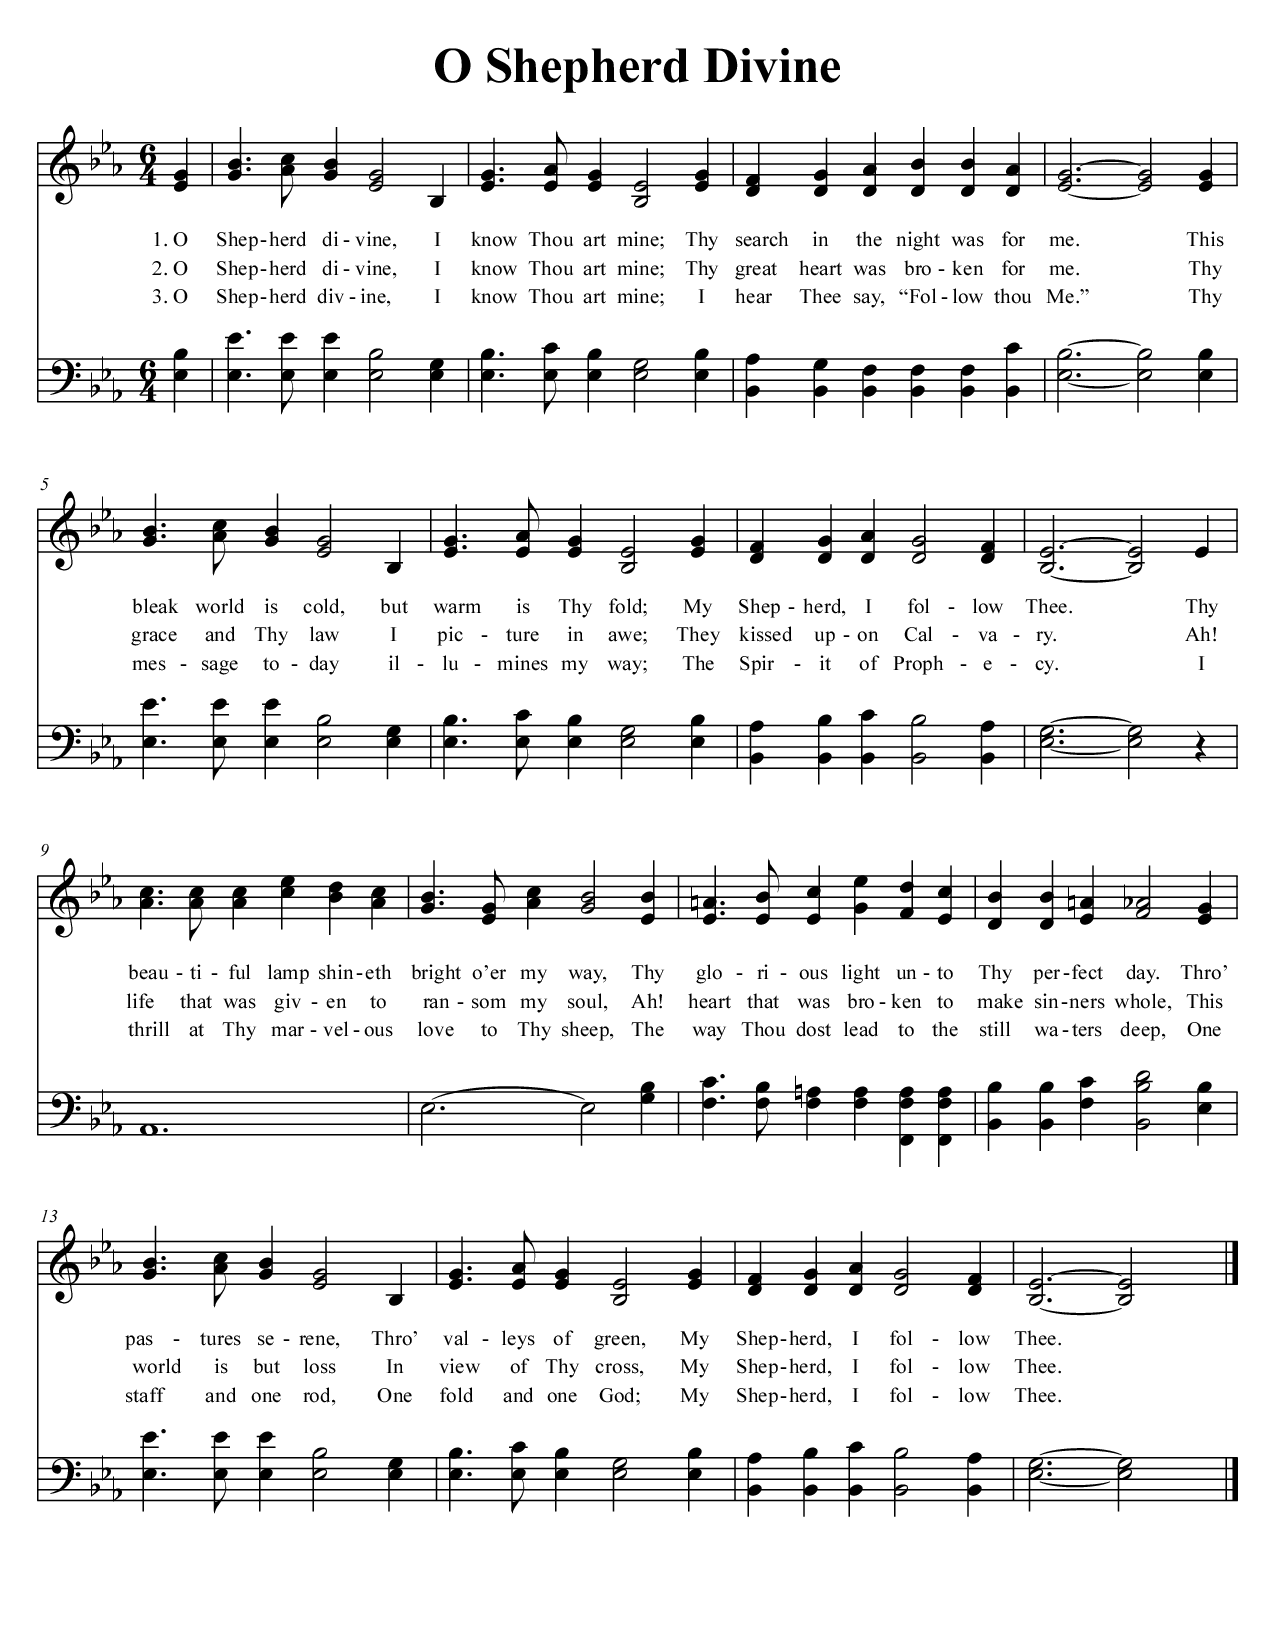 O Shepherd Divine
6
4
1. O Shep - herd di - vine, I know Thou art mine; Thy search in the night was for me. This
2. O Shep - herd di - vine, I know Thou art mine; Thy great heart was bro - ken for me. Thy
3. O Shep - herd div - ine, I know Thou art mine; I hear Thee say, “Fol - low thou Me.” Thy
6
4
5
bleak world is cold, but warm is Thy fold; My Shep - herd, I fol - low Thee. Thy
grace and Thy law I pic - ture in awe; They kissed up - on Cal - va - ry. Ah!
mes - sage to - day il - lu - mines my way; The Spir - it of Proph - e - cy. I
9
beau - ti - ful lamp shin - eth bright o’er my way, Thy glo - ri - ous light un - to Thy per - fect day. Thro’
life that was giv - en to ran - som my soul, Ah! heart that was bro - ken to make sin - ners whole, This
thrill at Thy mar - vel - ous love to Thy sheep, The way Thou dost lead to the still wa - ters deep, One
13
pas - tures se - rene, Thro’ val - leys of green, My Shep - herd, I fol - low Thee.
world is but loss In view of Thy cross, My Shep - herd, I fol - low Thee.
staff and one rod, One fold and one God; My Shep - herd, I fol - low Thee.